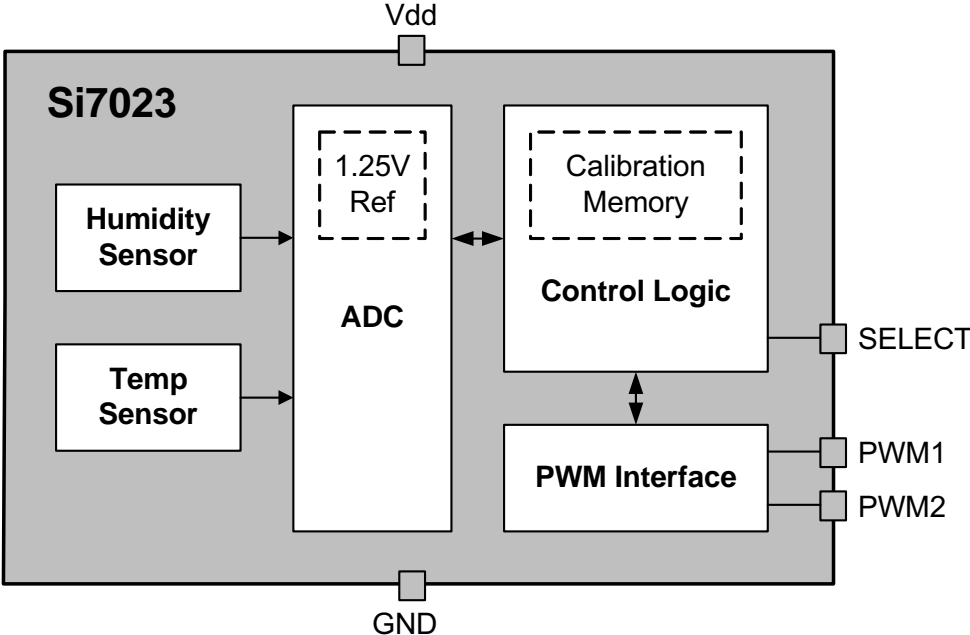 Vdd
Si7023
1.25V
Ref
Calibration
Memory
Humidity
Sensor
Control Logic
ADC
SELECT
Temp
Sensor
PWM1
PWM Interface
PWM2
GND